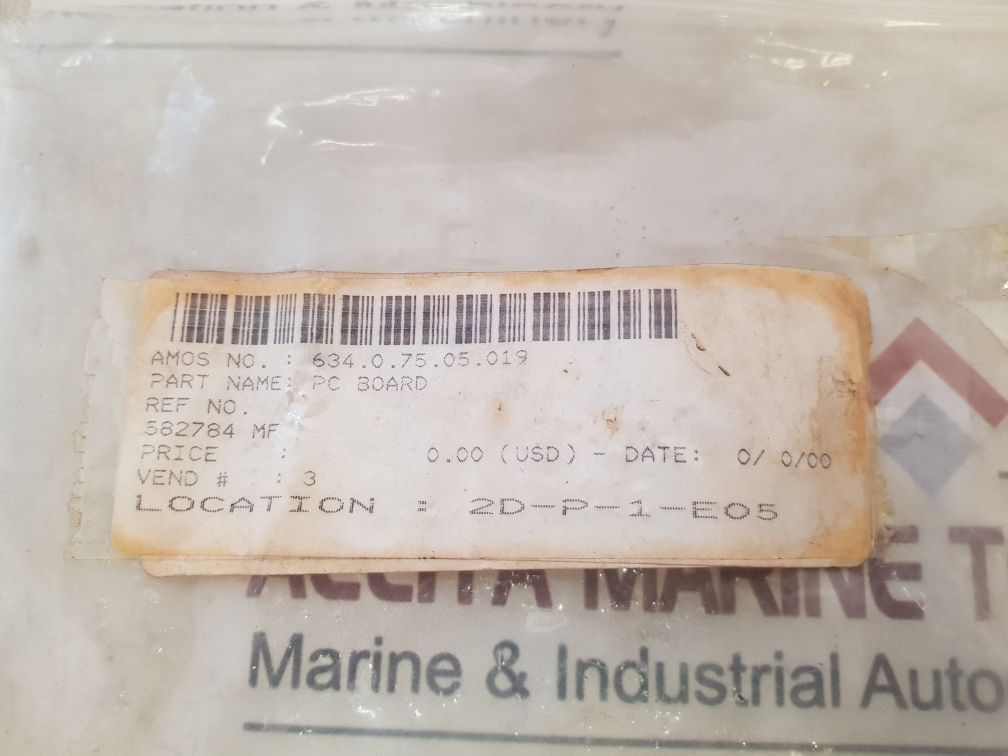 AMOS NO. : 634.0.75.05.019
PART NAME: PC BOARD
REF NO.
582784 MF
PRICE : 0.00 (USD) - DATE: 0/ 0/00
VEND # : 3
LOCATION : 2D-P-1-E05
MARINE T
Marine & Industrial Auto